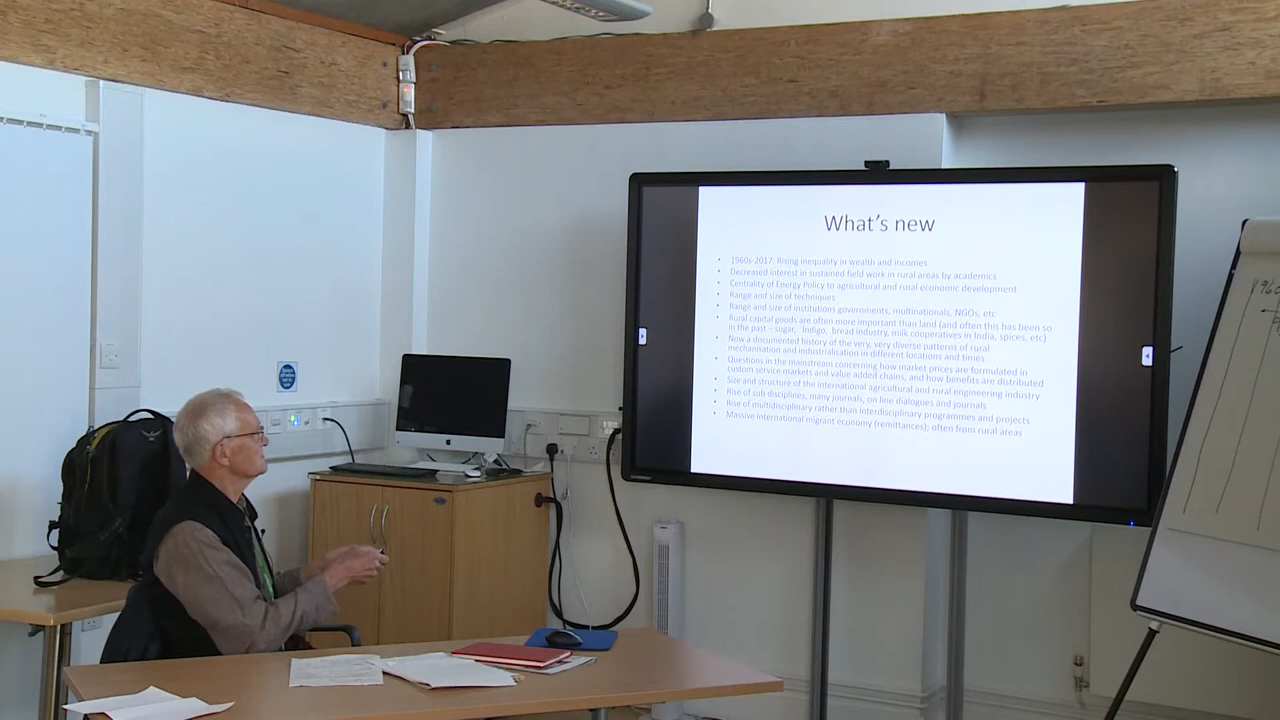 What's new
• 1960s-2017: Rising inequality in wealth and incomes
• Decreased interest in sustained field work in rural areas by academics
• Centrality of Energy Policy to agricultural and rural economic development
• Range and size of techniques
• Range and size of institutions governments, multinationals, NGOs, etc
• Rural capital goods are often more important than land (and often this has been so
in the past – sugar, Indigo, bread industry, milk cooperatives in India, spices, etc)
• Now a documented history of the very, very diverse patterns of rural
mechanisation and industrialisation in different locations and times.
• Questions in the mainstream concerning how market prices are formulated in
custom service markets and value added chains, and how benefits are distributed
• Size and structure of the international agricultural and rural engineering industry
• Rise of sub disciplines, many journals, on line dialogues and journals
• Rise of multidisciplinary rather than interdisciplinary programmes and projects
• Massive international migrant economy (remittances); often from rural areas